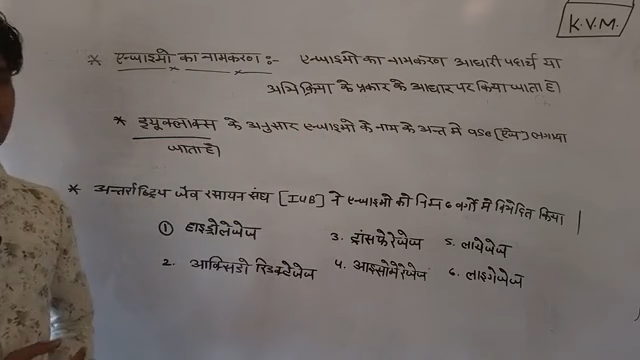 K.V.M.
* एन्जाइमो का नामकरण :- एन्जाइमो का नामकरण आधारी पदार्थ या
अभिक्रिया के प्रकार के आधार पर किया जाता है।
* ड्यूक्लाक्स के अनुसार एन्जाइमो के नाम के अन्त मे ase [ऐज] लगाया
जाता है।
* अन्तर्राष्ट्रिय जैव रसायन संघ [IUB] ने एन्जाइमो को निम्न 6 वर्गो मे विभेदित किया |
① हाइड्रोलेजेज 3. ट्रांसफेरेजेज 5. लायेजेज
2. आक्सिडो रिडक्टेजेज 4. आइसोमेरेजेज 6. लाइगेजेज